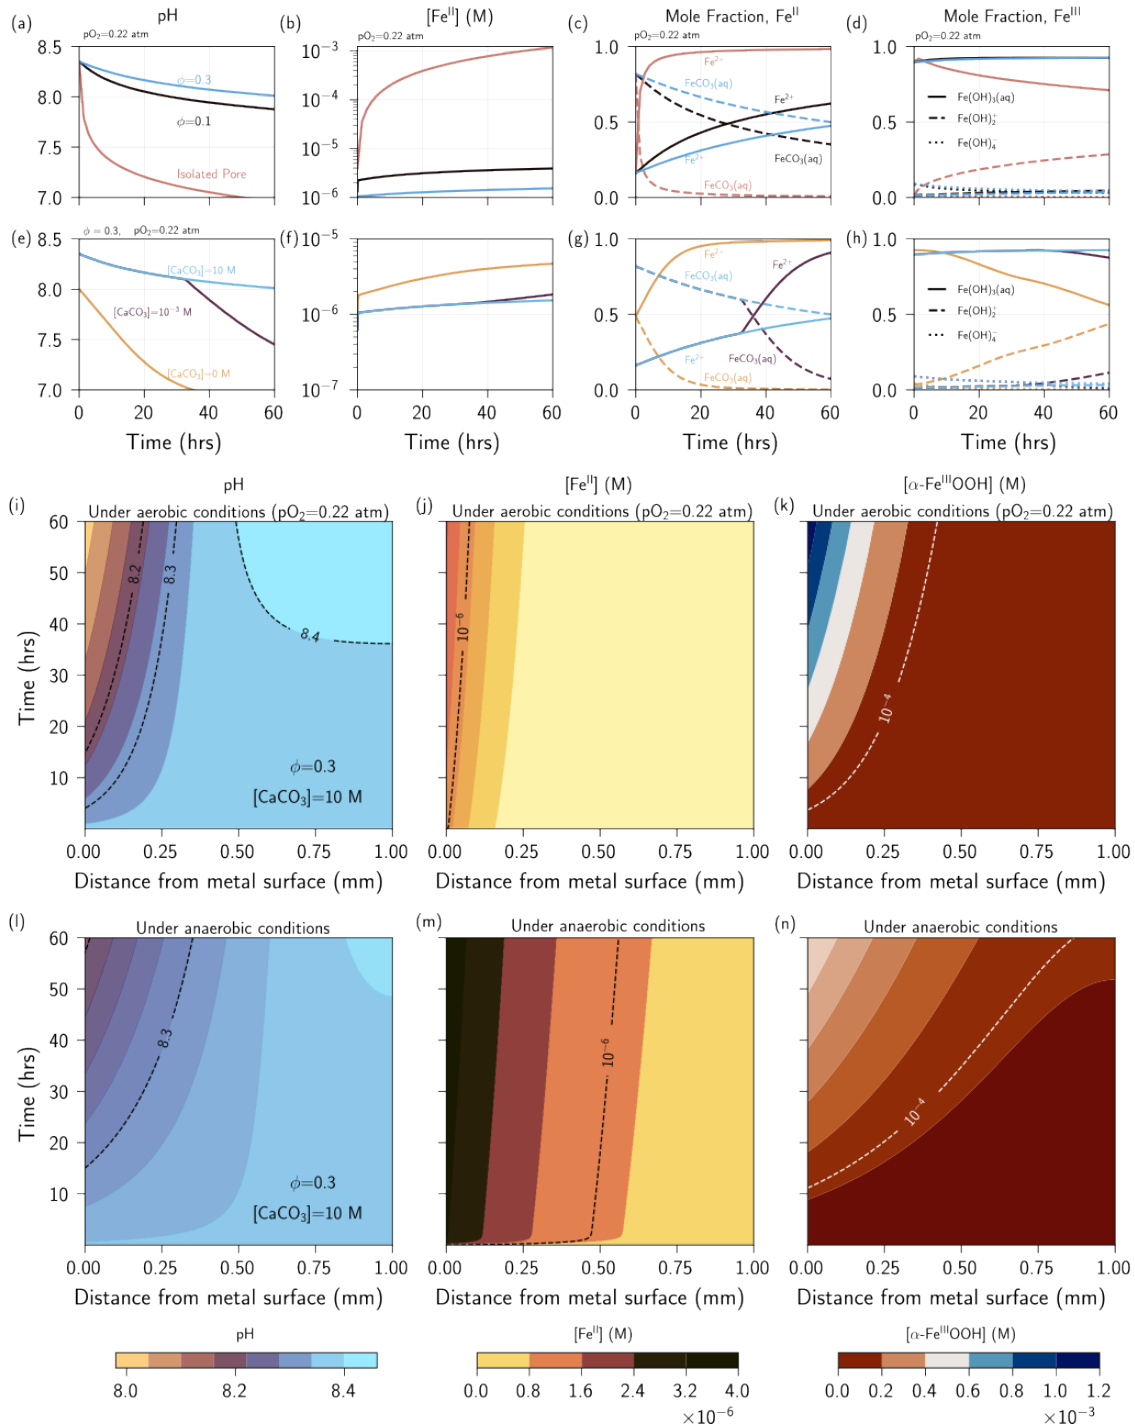 (a) pH
pO₂=0.22 atm
8.5
8.0
7.5
7.0
ϕ=0.3
ϕ=0.1
Isolated Pore
(b) [Feᴵᴵ] (M)
pO₂=0.22 atm
10⁻³
10⁻⁴
10⁻⁵
10⁻⁶
(c) Mole Fraction, Feᴵᴵ
pO₂=0.22 atm
1.0
0.5
0.0
Fe²⁻
FeCO₃(aq)
Fe²⁺
Fe²⁺
FeCO₃(aq)
FeCO₃(aq)
(d) Mole Fraction, Feᴵᴵᴵ
pO₂=0.22 atm
1.0
0.5
0.0
Fe(OH)₃(aq)
Fe(OH)₂⁺
Fe(OH)₄⁻
(e) ϕ = 0.3, pO₂=0.22 atm
8.5
8.0
7.5
7.0
[CaCO₃]=10 M
[CaCO₃]=10⁻³ M
[CaCO₃]=0 M
0 20 40 60
Time (hrs)
(f)
10⁻⁵
10⁻⁶
10⁻⁷
0 20 40 60
Time (hrs)
(g)
1.0
0.5
0.0
Fe²⁻
FeCO₃(aq)
Fe²⁺
Fe²⁺
FeCO₃(aq)
FeCO₃(aq)
0 20 40 60
Time (hrs)
(h)
1.0
0.5
0.0
Fe(OH)₃(aq)
Fe(OH)₂⁺
Fe(OH)₄⁻
0 20 40 60
Time (hrs)
(i) pH
Under aerobic conditions (pO₂=0.22 atm)
60
50
40
30
20
10
Time (hrs)
8.2
8.3
8.4
ϕ=0.3
[CaCO₃]=10 M
0.00 0.25 0.50 0.75 1.00
Distance from metal surface (mm)
(j) [Feᴵᴵ] (M)
Under aerobic conditions (pO₂=0.22 atm)
10⁻⁶
0.00 0.25 0.50 0.75 1.00
Distance from metal surface (mm)
(k) [α-FeᴵᴵᴵOOH] (M)
Under aerobic conditions (pO₂=0.22 atm)
10⁻⁴
0.00 0.25 0.50 0.75 1.00
Distance from metal surface (mm)
(l) Under anaerobic conditions
60
50
40
30
20
10
Time (hrs)
8.3
ϕ=0.3
[CaCO₃]=10 M
0.00 0.25 0.50 0.75 1.00
Distance from metal surface (mm)
(m) Under anaerobic conditions
10⁻⁶
0.00 0.25 0.50 0.75 1.00
Distance from metal surface (mm)
(n) Under anaerobic conditions
10⁻⁴
0.00 0.25 0.50 0.75 1.00
Distance from metal surface (mm)
pH
8.0 8.2 8.4
[Feᴵᴵ] (M)
0.0 0.8 1.6 2.4 3.2 4.0
×10⁻⁶
[α-FeᴵᴵᴵOOH] (M)
0.0 0.2 0.4 0.6 0.8 1.0 1.2
×10⁻³